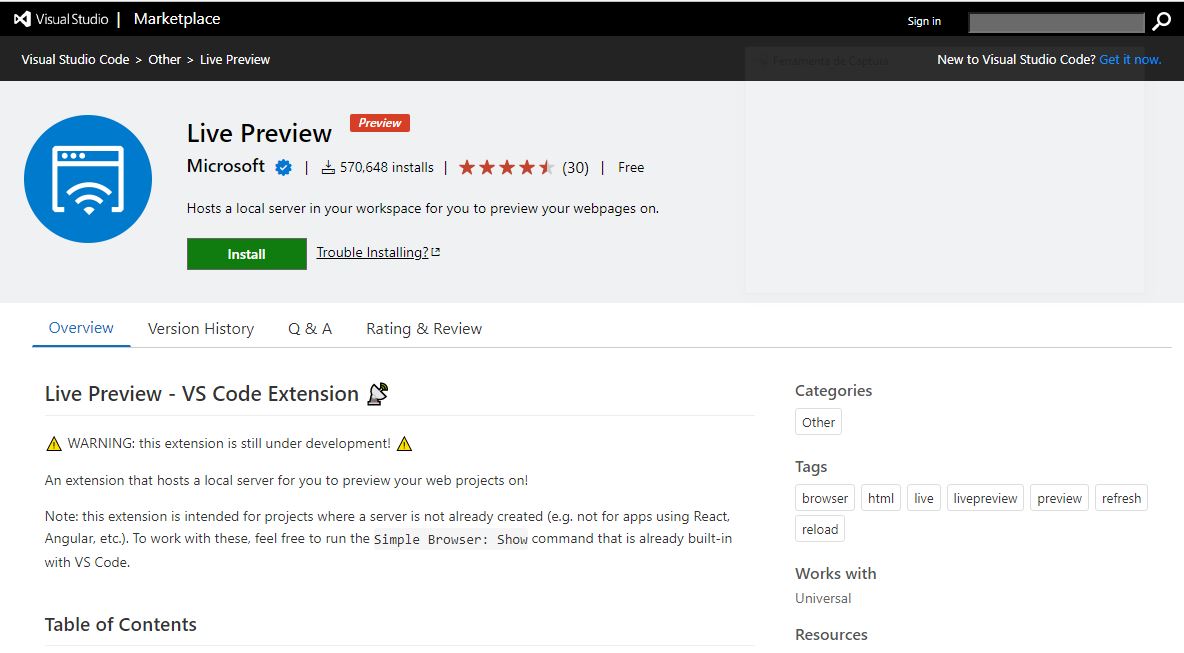 Visual Studio | Marketplace
Sign in
Visual Studio Code > Other > Live Preview
New to Visual Studio Code? Get it now.
Ferramenta de Captura
Live Preview
Preview
Microsoft | 570,648 installs | (30) | Free
Hosts a local server in your workspace for you to preview your webpages on.
Install
Trouble Installing?
Overview
Version History
Q & A
Rating & Review
Live Preview - VS Code Extension
WARNING: this extension is still under development!
An extension that hosts a local server for you to preview your web projects on!
Note: this extension is intended for projects where a server is not already created (e.g. not for apps using React,
Angular, etc.). To work with these, feel free to run the Simple Browser: Show command that is already built-in
with VS Code.
Table of Contents
Categories
Other
Tags
browser html live livepreview preview refresh
reload
Works with
Universal
Resources